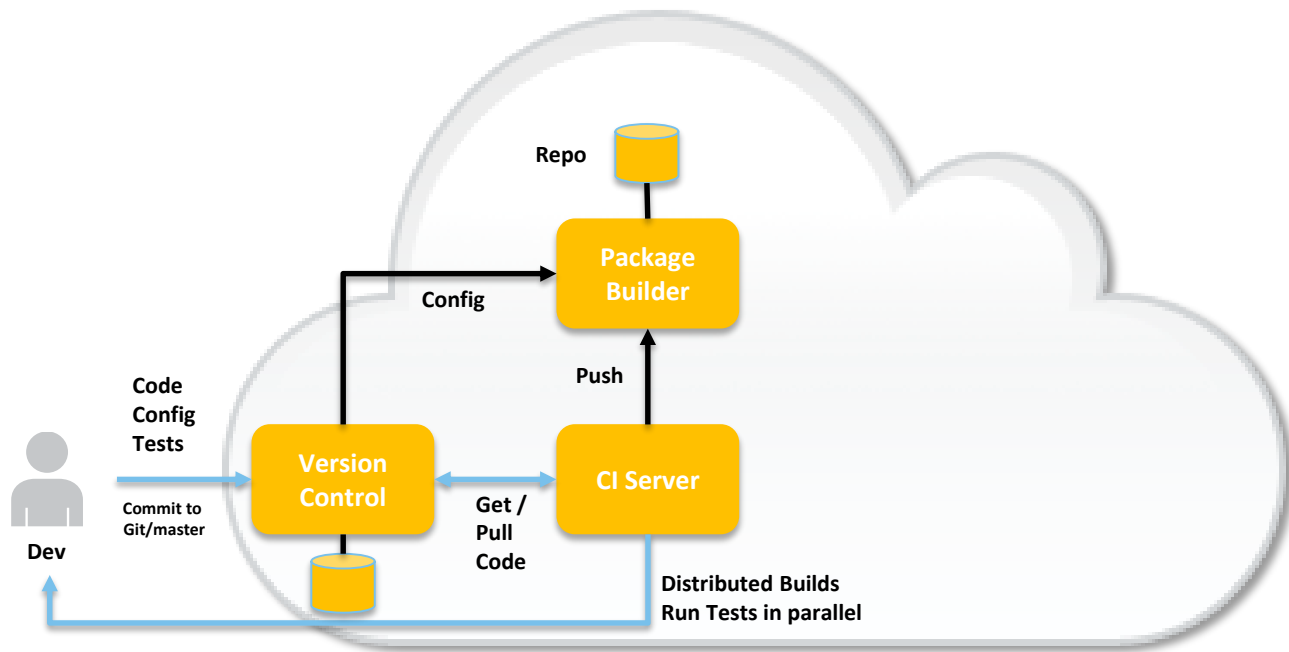 Repo
Package
Builder
Config
Push
Code
Config
Tests
Version
Control
CI Server
Commit to
Git/master
Get /
Pull
Code
Dev
Distributed Builds
Run Tests in parallel